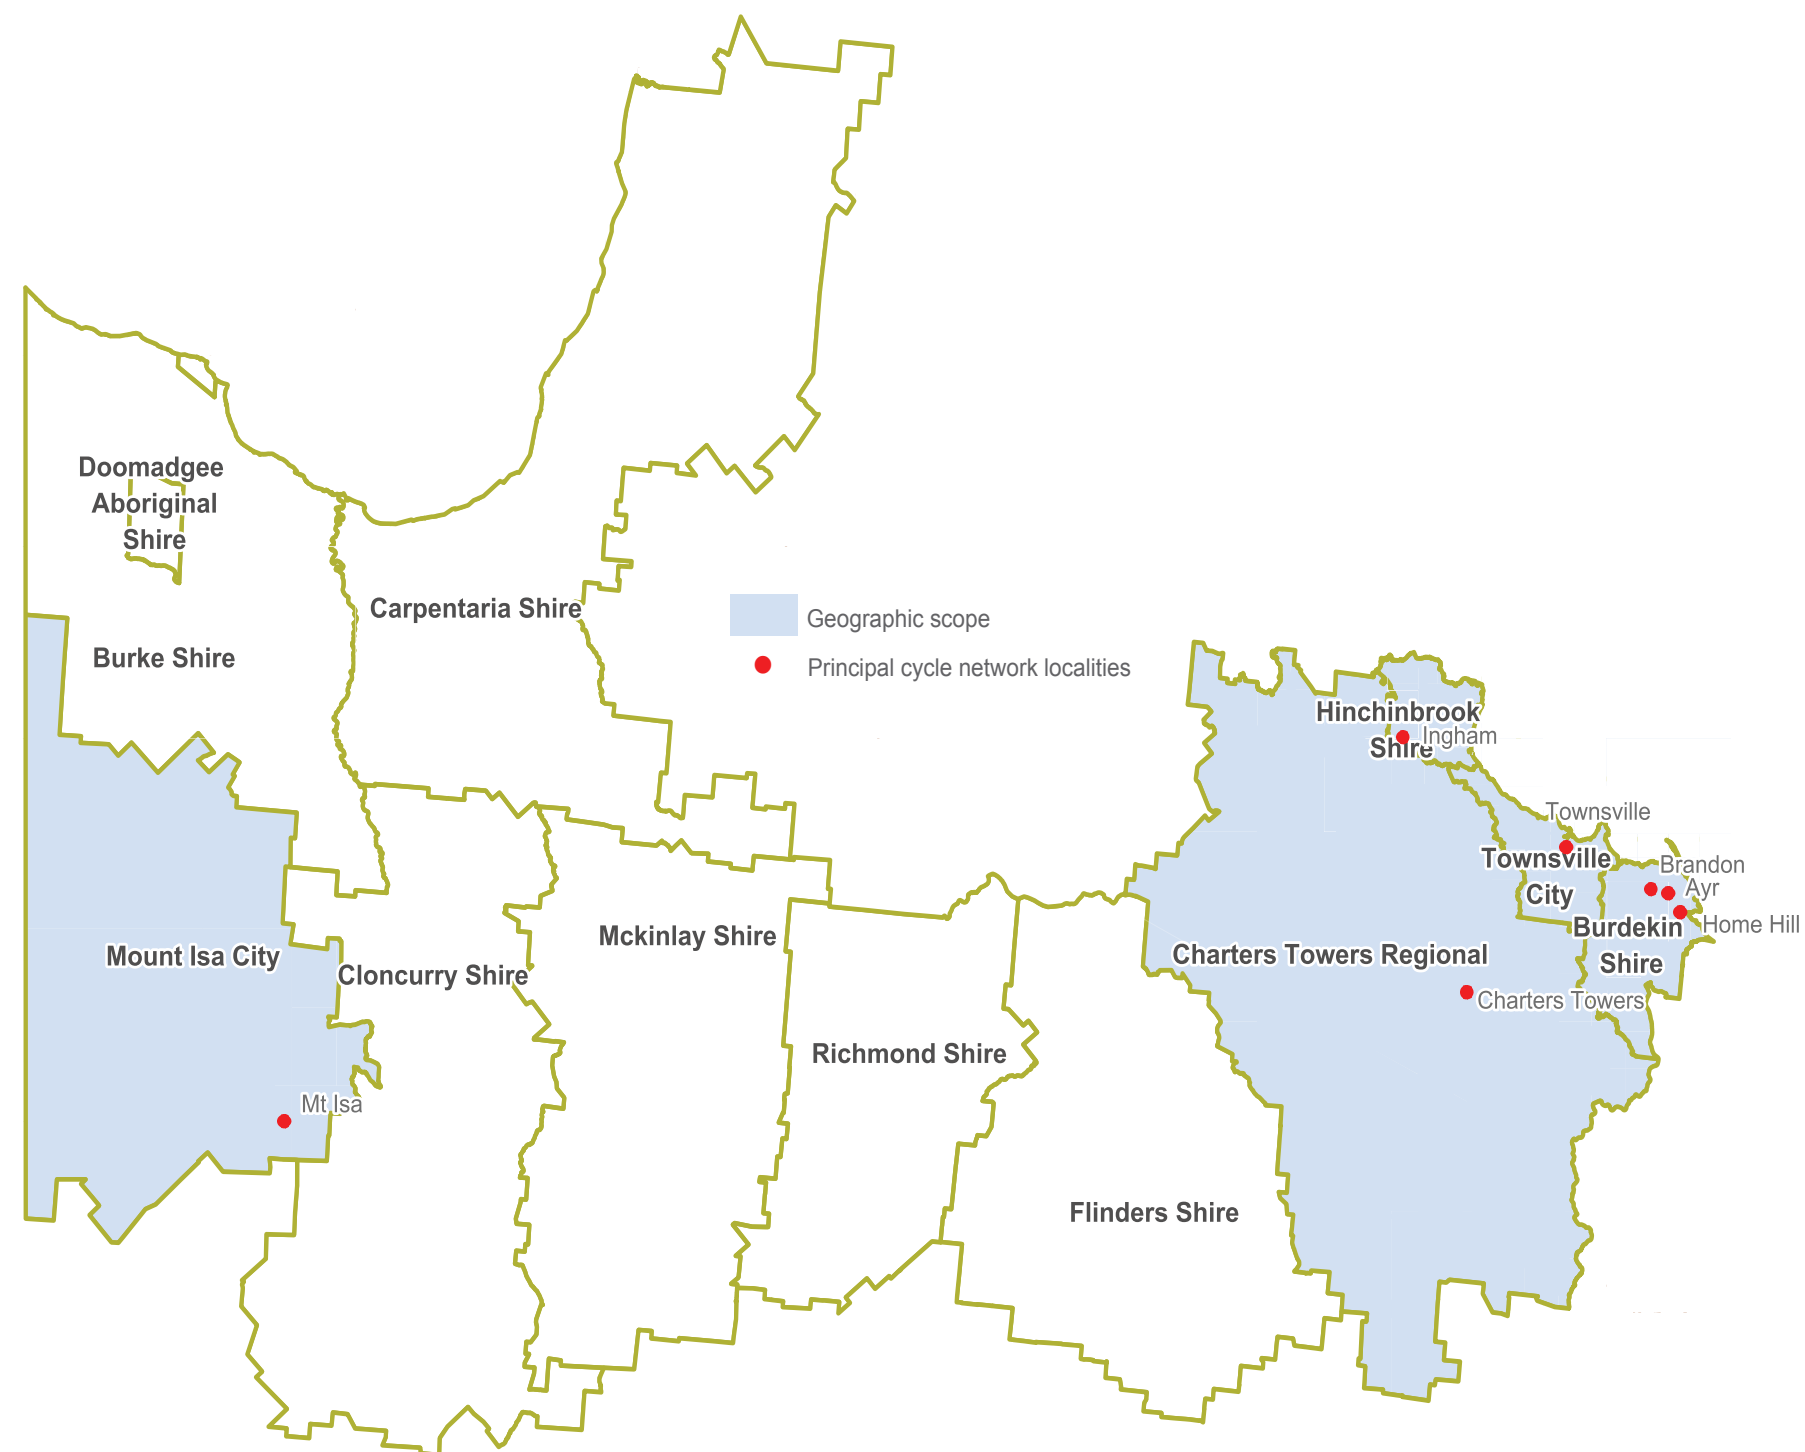 Doomadgee
Aboriginal
Shire
Carpentaria Shire
Geographic scope
Burke Shire
Principal cycle network localities
Hinchinbrook
Shire
Ingham
Townsville
Townsville
City
Brandon
Ayr
Burdekin
Shire
Home Hill
Mckinlay Shire
Mount Isa City
Cloncurry Shire
Charters Towers Regional
Charters Towers
Richmond Shire
Mt Isa
Flinders Shire